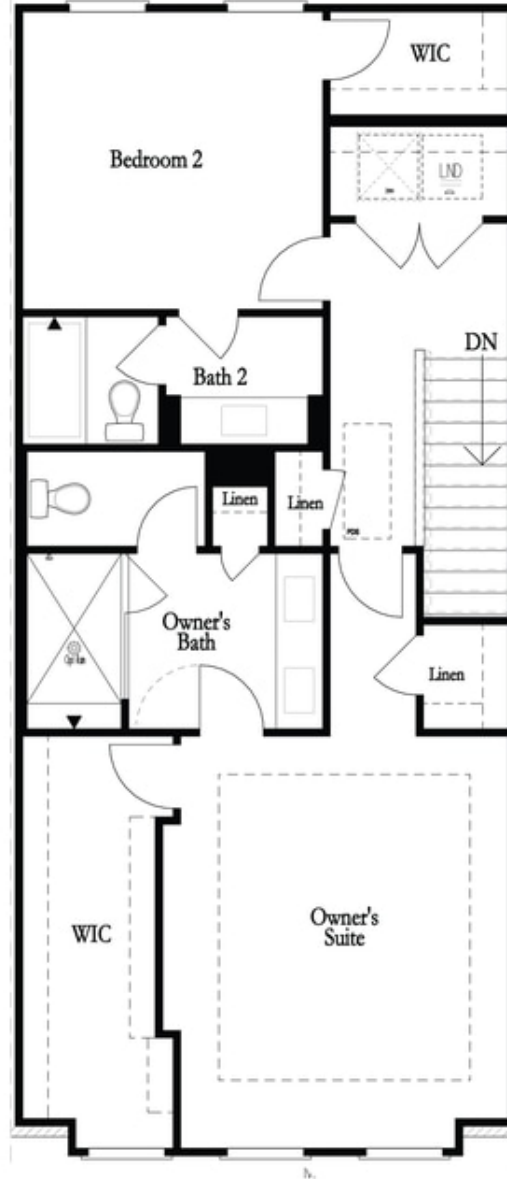 WIC
Bedroom 2
LND
DN
Bath 2
Linen
Linen
Owner's
Bath
Linen
WIC
Owner's
Suite